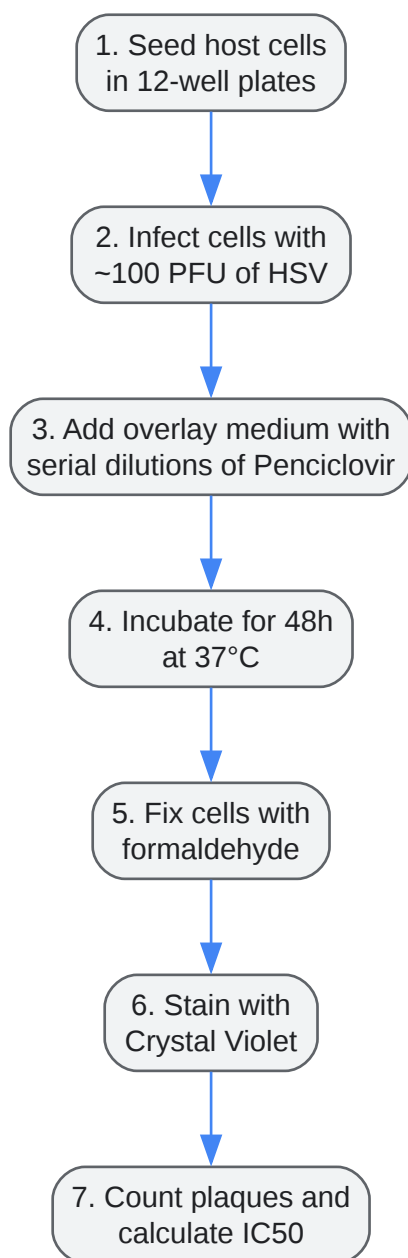 1. Seed host cells
in 12-well plates
2. Infect cells with
~100 PFU of HSV
3. Add overlay medium with
serial dilutions of Penciclovir
4. Incubate for 48h
at 37°C
5. Fix cells with
formaldehyde
6. Stain with
Crystal Violet
7. Count plaques and
calculate IC50